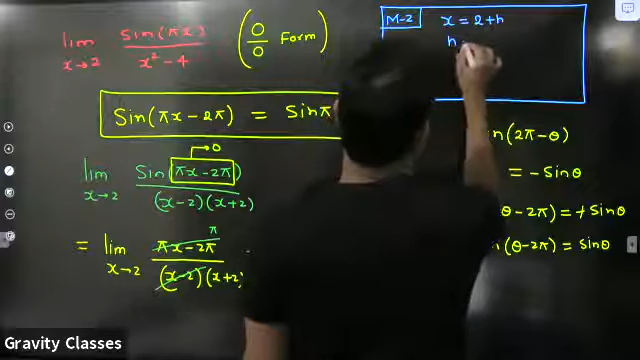 lim x→2 sin(πx) / x² - 4 (0/0 Form)
M-2 x = 2+h
h
Sin(πx-2π) = Sinπ
in(2π-θ)
= -Sinθ
θ-2π) = +Sinθ
(θ-2π) = sinθ
→0
lim x→2 Sin(πx-2π) / (x-2)(x+2)
= lim x→2 πx-2π π / (x-2)(x+2)
Gravity Classes